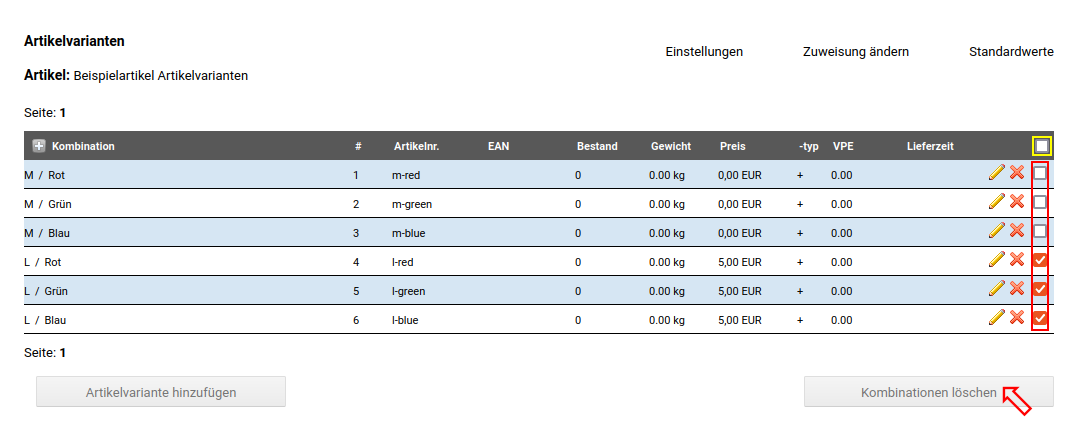 Artikelvarianten
Einstellungen Zuweisung ändern Standardwerte
Artikel: Beispielartikel Artikelvarianten
Seite: 1
Kombination # Artikelnr. EAN Bestand Gewicht Preis -typ VPE Lieferzeit
M / Rot 1 m-red 0 0.00 kg 0,00 EUR + 0.00
M / Grün 2 m-green 0 0.00 kg 0,00 EUR + 0.00
M / Blau 3 m-blue 0 0.00 kg 0,00 EUR + 0.00
L / Rot 4 l-red 0 0.00 kg 5,00 EUR + 0.00
L / Grün 5 l-green 0 0.00 kg 5,00 EUR + 0.00
L / Blau 6 l-blue 0 0.00 kg 5,00 EUR + 0.00
Seite: 1
Artikelvariante hinzufügen Kombinationen löschen